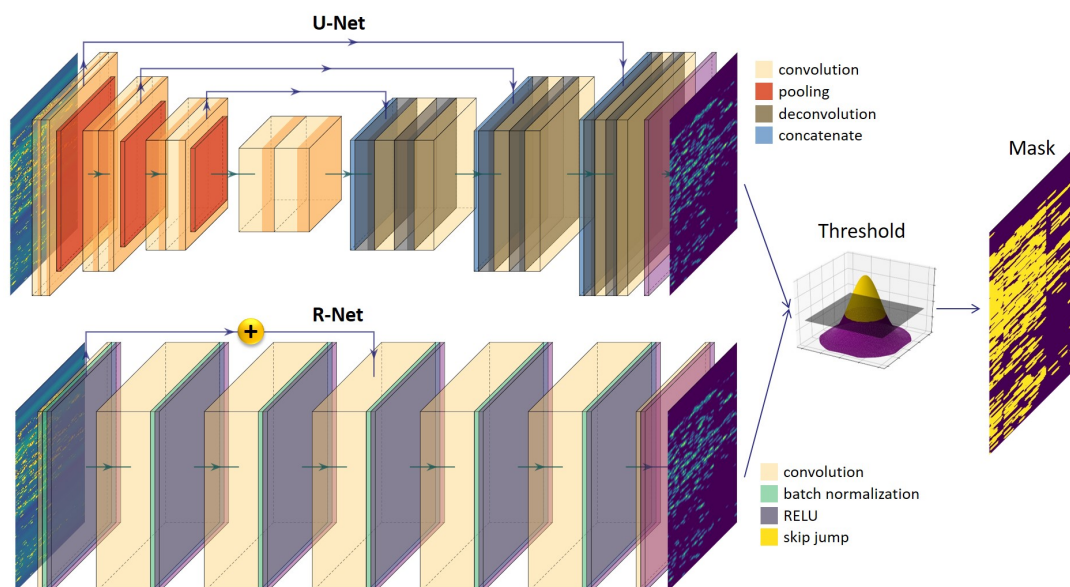 U-Net
convolution
pooling
deconvolution
concatenate
Mask
Threshold
R-Net
+
convolution
batch normalization
RELU
skip jump